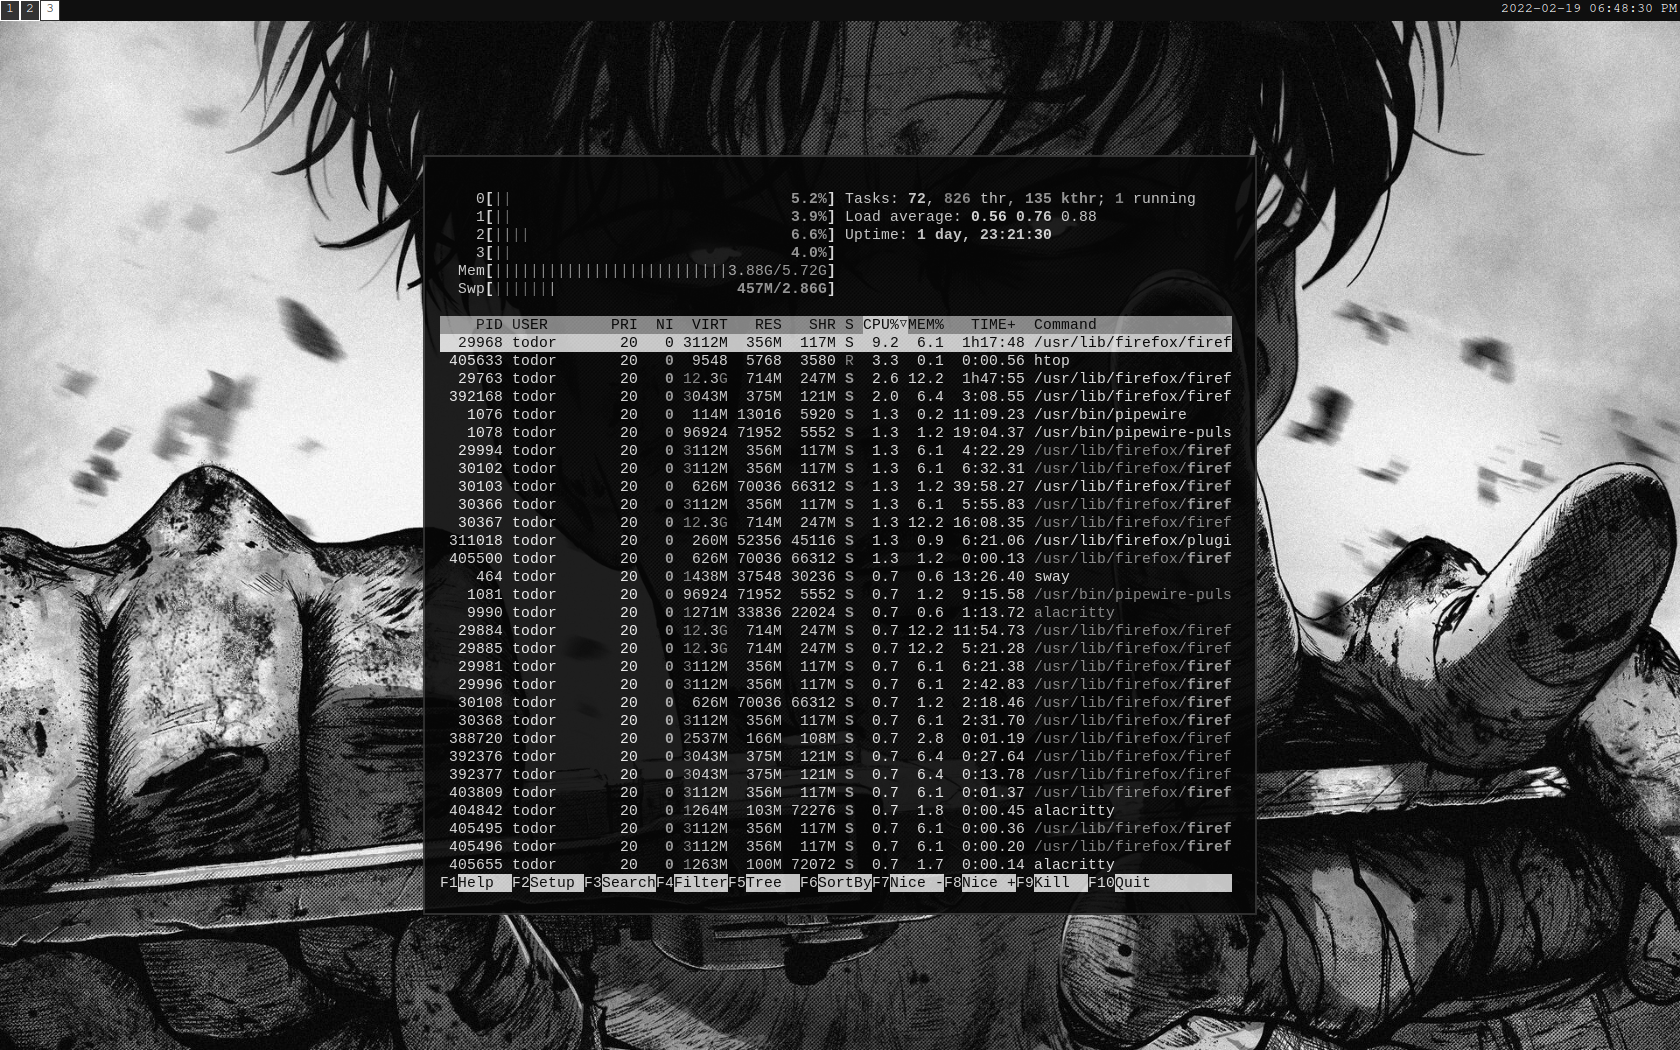 1 2 3 2022-02-19 06:48:30 PM
0[|| 5.2%] Tasks: 72, 826 thr, 135 kthr; 1 running
1[|| 3.9%] Load average: 0.56 0.76 0.88
2[|||| 6.6%] Uptime: 1 day, 23:21:30
3[|| 4.0%]
Mem[||||||||||||||||||||||||||3.88G/5.72G]
Swp[||||||| 457M/2.86G]
PID USER PRI NI VIRT RES SHR S CPU%▽MEM% TIME+ Command
29968 todor 20 0 3112M 356M 117M S 9.2 6.1 1h17:48 /usr/lib/firefox/firef
405633 todor 20 0 9548 5768 3580 R 3.3 0.1 0:00.56 htop
29763 todor 20 0 12.3G 714M 247M S 2.6 12.2 1h47:55 /usr/lib/firefox/firef
392168 todor 20 0 3043M 375M 121M S 2.0 6.4 3:08.55 /usr/lib/firefox/firef
1076 todor 20 0 114M 13016 5920 S 1.3 0.2 11:09.23 /usr/bin/pipewire
1078 todor 20 0 96924 71952 5552 S 1.3 1.2 19:04.37 /usr/bin/pipewire-puls
29994 todor 20 0 3112M 356M 117M S 1.3 6.1 4:22.29 /usr/lib/firefox/firef
30102 todor 20 0 3112M 356M 117M S 1.3 6.1 6:32.31 /usr/lib/firefox/firef
30103 todor 20 0 626M 70036 66312 S 1.3 1.2 39:58.27 /usr/lib/firefox/firef
30366 todor 20 0 3112M 356M 117M S 1.3 6.1 5:55.83 /usr/lib/firefox/firef
30367 todor 20 0 12.3G 714M 247M S 1.3 12.2 16:08.35 /usr/lib/firefox/firef
311018 todor 20 0 260M 52356 45116 S 1.3 0.9 6:21.06 /usr/lib/firefox/plugi
405500 todor 20 0 626M 70036 66312 S 1.3 1.2 0:00.13 /usr/lib/firefox/firef
464 todor 20 0 1438M 37548 30236 S 0.7 0.6 13:26.40 sway
1081 todor 20 0 96924 71952 5552 S 0.7 1.2 9:15.58 /usr/bin/pipewire-puls
9990 todor 20 0 1271M 33836 22024 S 0.7 0.6 1:13.72 alacritty
29884 todor 20 0 12.3G 714M 247M S 0.7 12.2 11:54.73 /usr/lib/firefox/firef
29885 todor 20 0 12.3G 714M 247M S 0.7 12.2 5:21.28 /usr/lib/firefox/firef
29981 todor 20 0 3112M 356M 117M S 0.7 6.1 6:21.38 /usr/lib/firefox/firef
29996 todor 20 0 3112M 356M 117M S 0.7 6.1 2:42.83 /usr/lib/firefox/firef
30108 todor 20 0 626M 70036 66312 S 0.7 1.2 2:18.46 /usr/lib/firefox/firef
30368 todor 20 0 3112M 356M 117M S 0.7 6.1 2:31.70 /usr/lib/firefox/firef
388720 todor 20 0 2537M 166M 108M S 0.7 2.8 0:01.19 /usr/lib/firefox/firef
392376 todor 20 0 3043M 375M 121M S 0.7 6.4 0:27.64 /usr/lib/firefox/firef
392377 todor 20 0 3043M 375M 121M S 0.7 6.4 0:13.78 /usr/lib/firefox/firef
403809 todor 20 0 3112M 356M 117M S 0.7 6.1 0:01.37 /usr/lib/firefox/firef
404842 todor 20 0 1264M 103M 72276 S 0.7 1.8 0:00.45 alacritty
405495 todor 20 0 3112M 356M 117M S 0.7 6.1 0:00.36 /usr/lib/firefox/firef
405496 todor 20 0 3112M 356M 117M S 0.7 6.1 0:00.20 /usr/lib/firefox/firef
405655 todor 20 0 1263M 100M 72072 S 0.7 1.7 0:00.14 alacritty
F1Help F2Setup F3SearchF4FilterF5Tree F6SortByF7Nice -F8Nice +F9Kill F10Quit